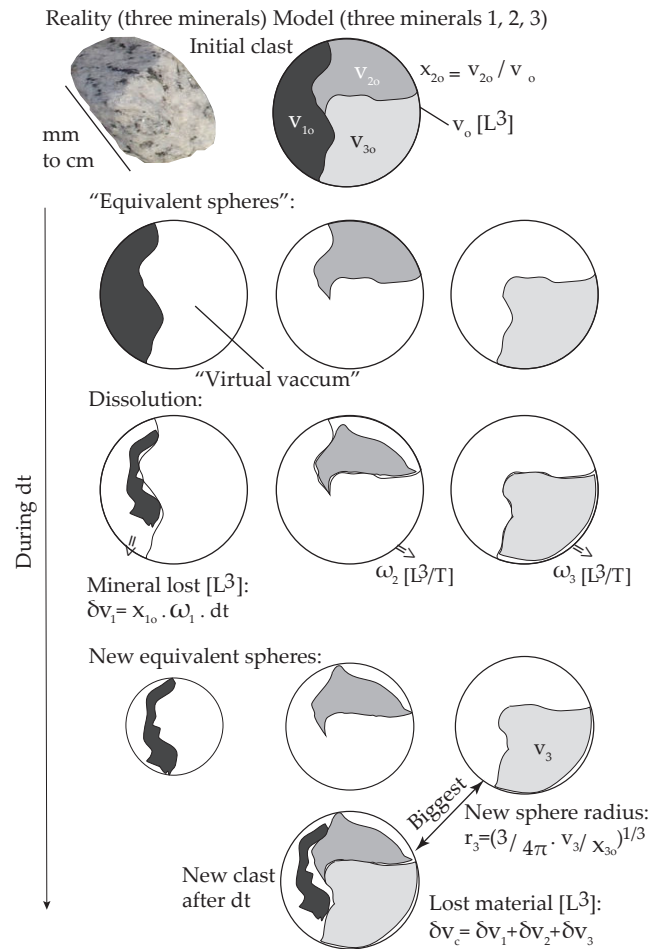 Reality (three minerals) Model (three minerals 1, 2, 3)
Initial clast
mm
to cm
v₁ₒ
v₂ₒ
v₃ₒ
x₂ₒ = v₂ₒ / v ₒ
vₒ [L³]
“Equivalent spheres”:
“Virtual vaccum”
Dissolution:
During dt
Mineral lost [L³]:
δv₁= x₁ₒ . ω₁ . dt
ω₂ [L³/T]
ω₃ [L³/T]
New equivalent spheres:
v₃
Biggest
New sphere radius:
r₃=(3/ 4π · v₃/ x₃ₒ)¹/³
New clast
after dt
Lost material [L³]:
δv꜀ = δv₁+δv₂+δv₃